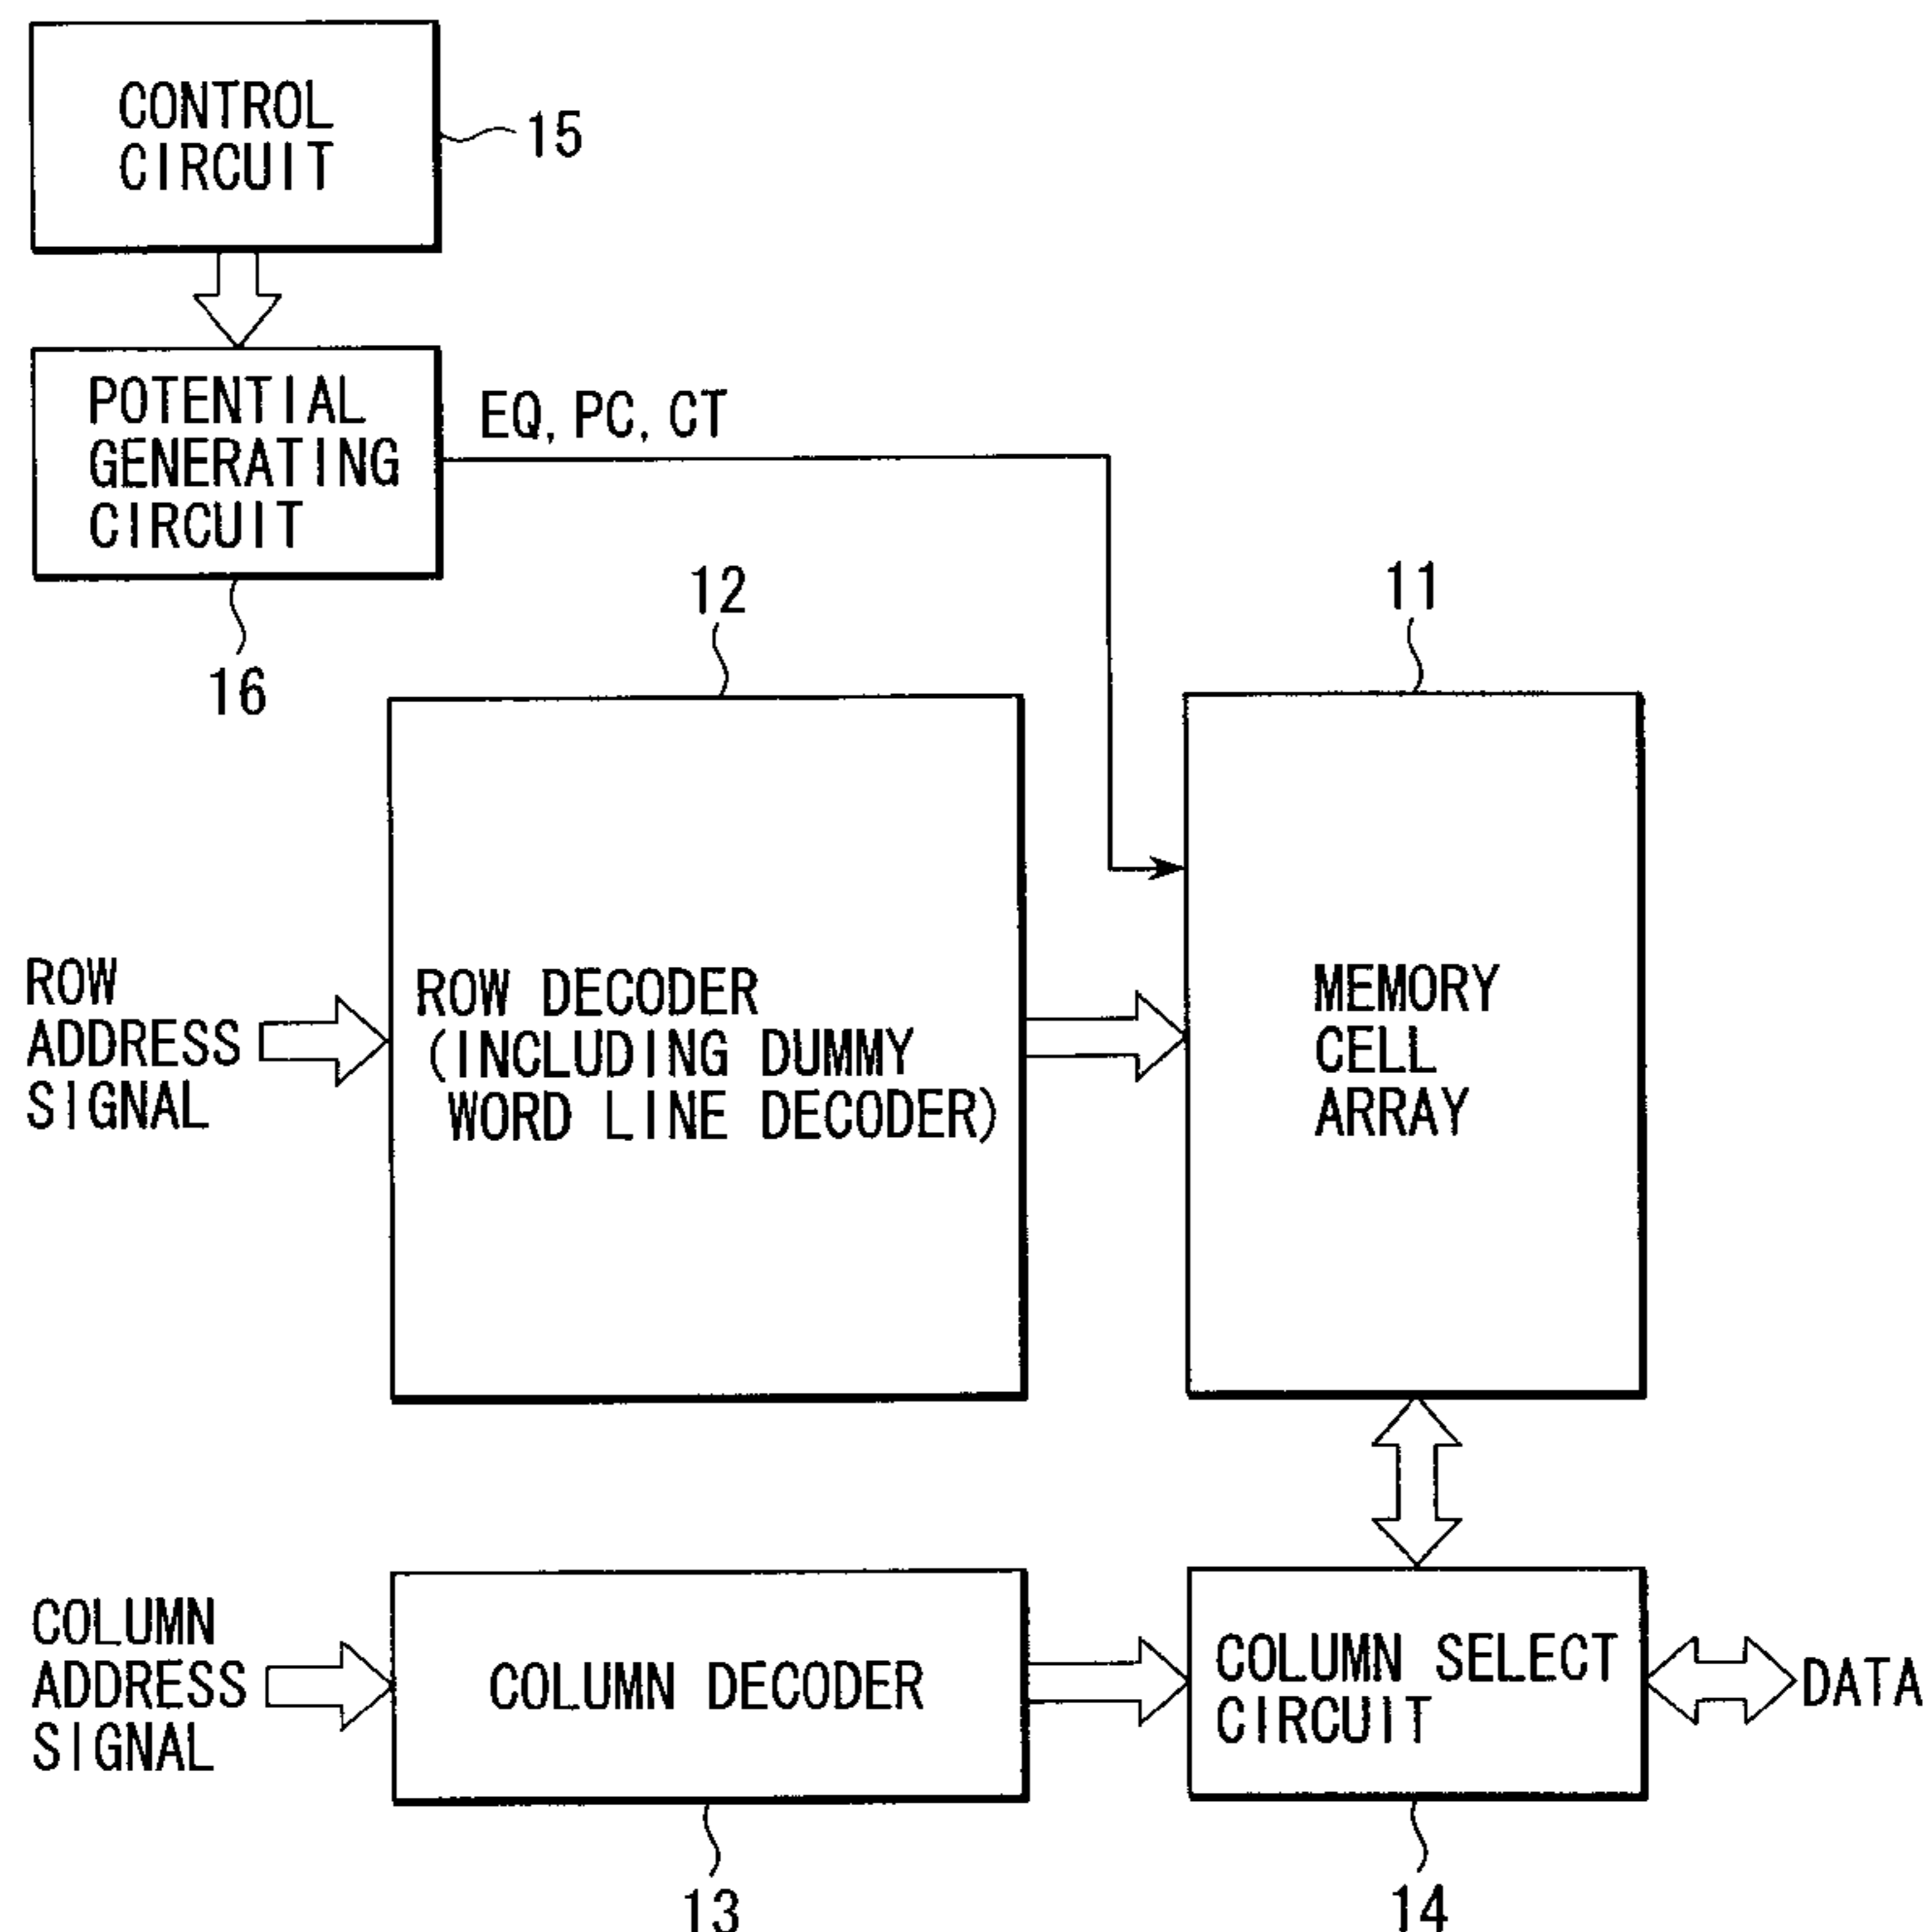 CONTROL
CIRCUIT
15
POTENTIAL
GENERATING
CIRCUIT
EQ, PC, CT
16
12
11
ROW
ADDRESS
SIGNAL
ROW DECODER
(INCLUDING DUMMY
WORD LINE DECODER)
MEMORY
CELL
ARRAY
COLUMN
ADDRESS
SIGNAL
COLUMN DECODER
COLUMN SELECT
CIRCUIT
DATA
13
14